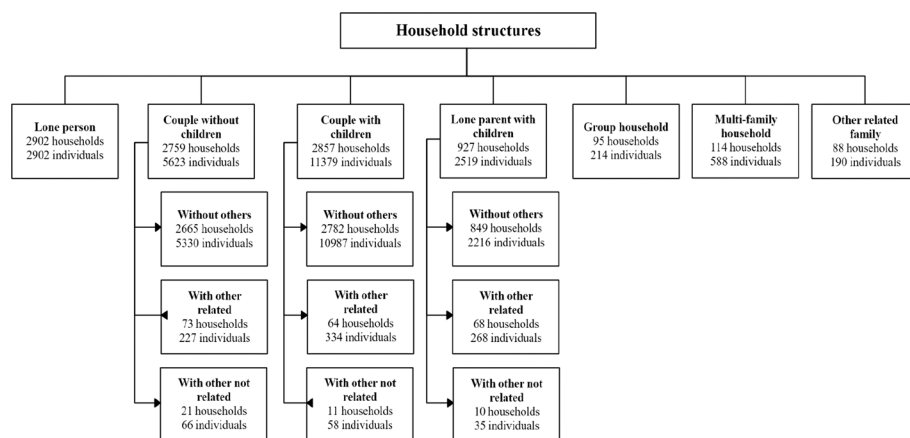 Household structures
Lone person
2902 households
2902 individuals
Couple without
children
2759 households
5623 individuals
Couple with
children
2857 households
11379 individuals
Lone parent with
children
927 households
2519 individuals
Group household
95 households
214 individuals
Multi-family
household
114 households
588 individuals
Other related
family
88 households
190 individuals
Without others
2665 households
5330 individuals
Without others
2782 households
10987 individuals
Without others
849 households
2216 individuals
With other
related
73 households
227 individuals
With other
related
64 households
334 individuals
With other
related
68 households
268 individuals
With other not
related
21 households
66 individuals
With other not
related
11 households
58 individuals
With other not
related
10 households
35 individuals